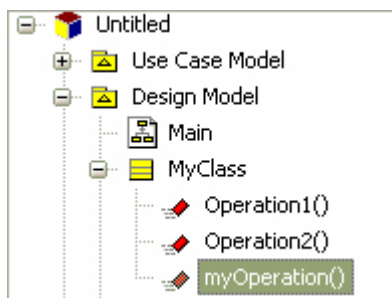 Untitled
Use Case Model
Design Model
Main
MyClass
Operation1()
Operation2()
myOperation()